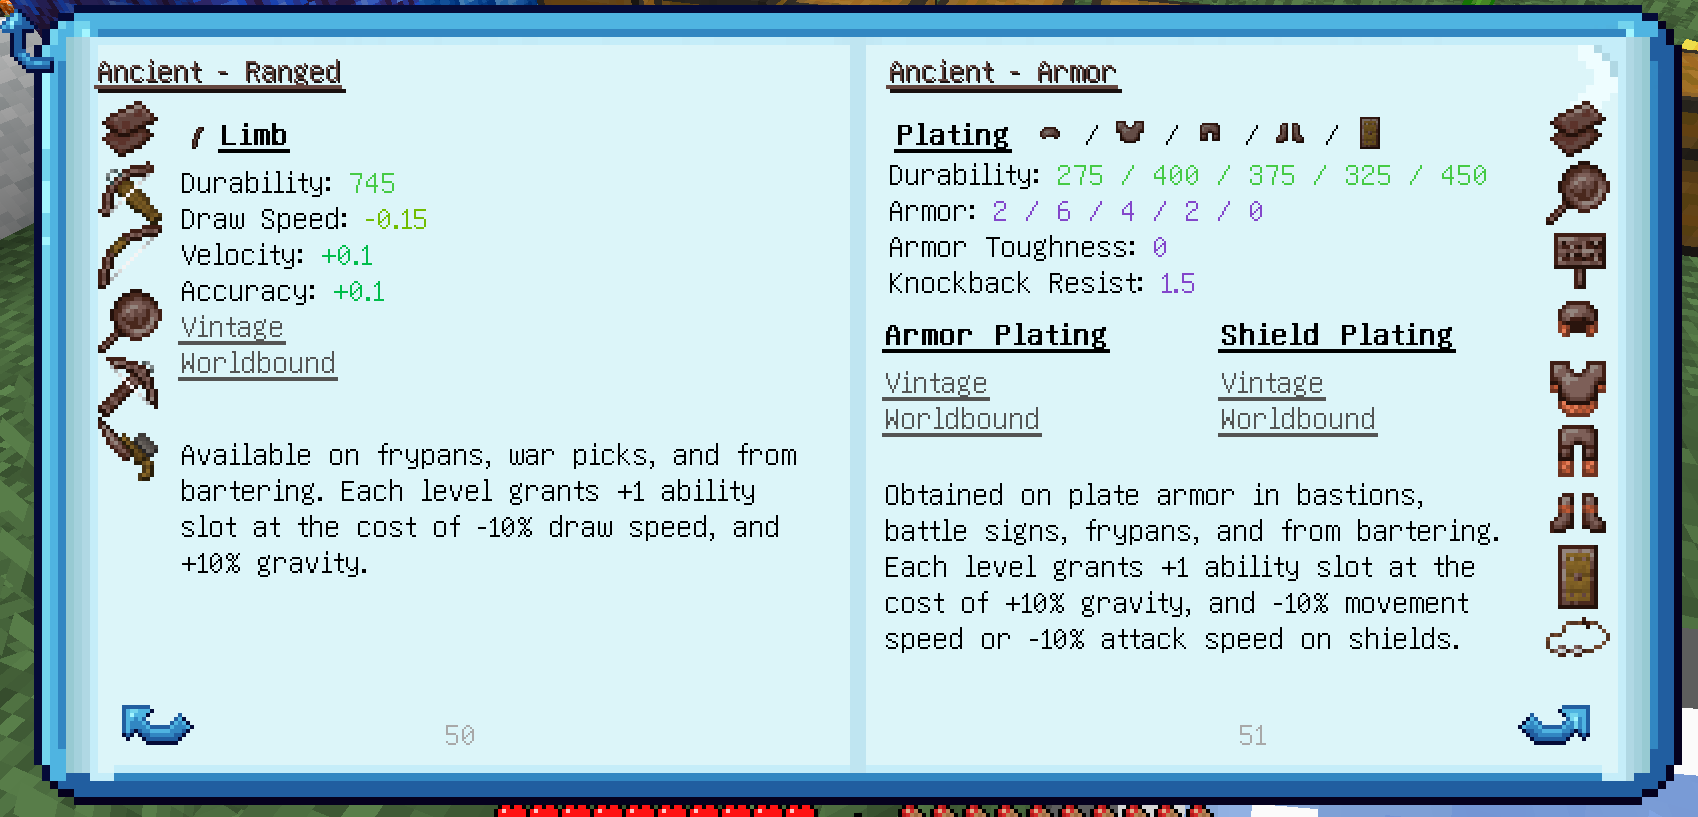 Ancient - Ranged
Limb
Durability: 745
Draw Speed: -0.15
Velocity: +0.1
Accuracy: +0.1
Vintage
Worldbound
Available on frypans, war picks, and from
bartering. Each level grants +1 ability
slot at the cost of -10% draw speed, and
+10% gravity.
50
Ancient - Armor
Plating / / / /
Durability: 275 / 400 / 375 / 325 / 450
Armor: 2 / 6 / 4 / 2 / 0
Armor Toughness: 0
Knockback Resist: 1.5
Armor Plating
Vintage
Worldbound
Shield Plating
Vintage
Worldbound
Obtained on plate armor in bastions,
battle signs, frypans, and from bartering.
Each level grants +1 ability slot at the
cost of +10% gravity, and -10% movement
speed or -10% attack speed on shields.
51